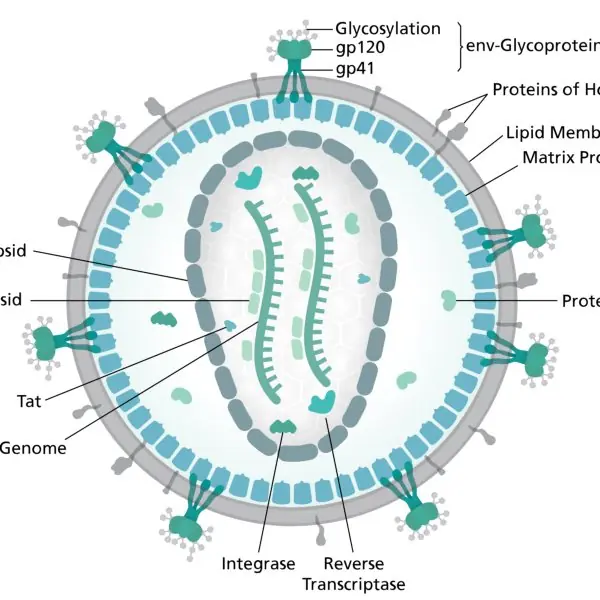 Glycosylation
gp120
gp41
env-Glycoprotein
Proteins of Ho
Lipid Memb
Matrix Pro
psid
sid
Prote
Tat
Genome
Integrase
Reverse
Transcriptase